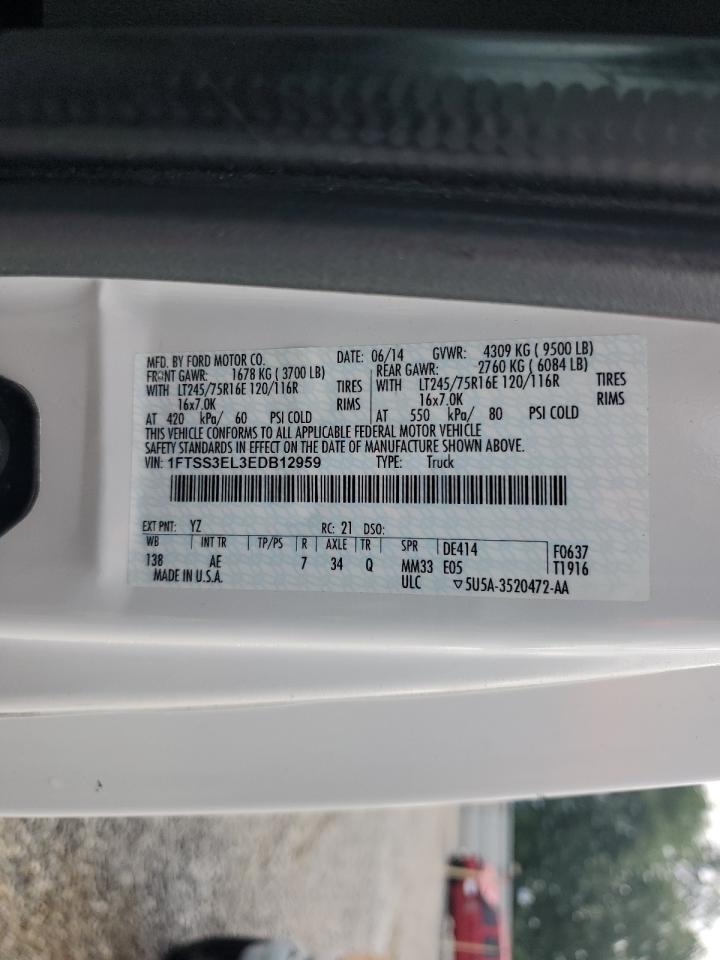 MFD. BY FORD MOTOR CO. DATE: 06/14 GVWR: 4309 KG ( 9500 LB)
FRONT GAWR: 1678 KG ( 3700 LB) REAR GAWR: 2760 KG ( 6084 LB)
WITH LT245/75R16E 120/116R TIRES WITH LT245/75R16E 120/116R TIRES
16x7.0K RIMS 16x7.0K RIMS
AT 420 kPa/ 60 PSI COLD AT 550 kPa/ 80 PSI COLD
THIS VEHICLE CONFORMS TO ALL APPLICABLE FEDERAL MOTOR VEHICLE
SAFETY STANDARDS IN EFFECT ON THE DATE OF MANUFACTURE SHOWN ABOVE.
VIN: 1FTSS3EL3EDB12959 TYPE: Truck
EXT PNT: YZ RC: 21 DSO:
WB INT TR TP/PS R AXLE TR SPR DE414 F0637
138 AE 7 34 Q MM33 E05 T1916
MADE IN U.S.A. ULC ▽5U5A-3520472-AA